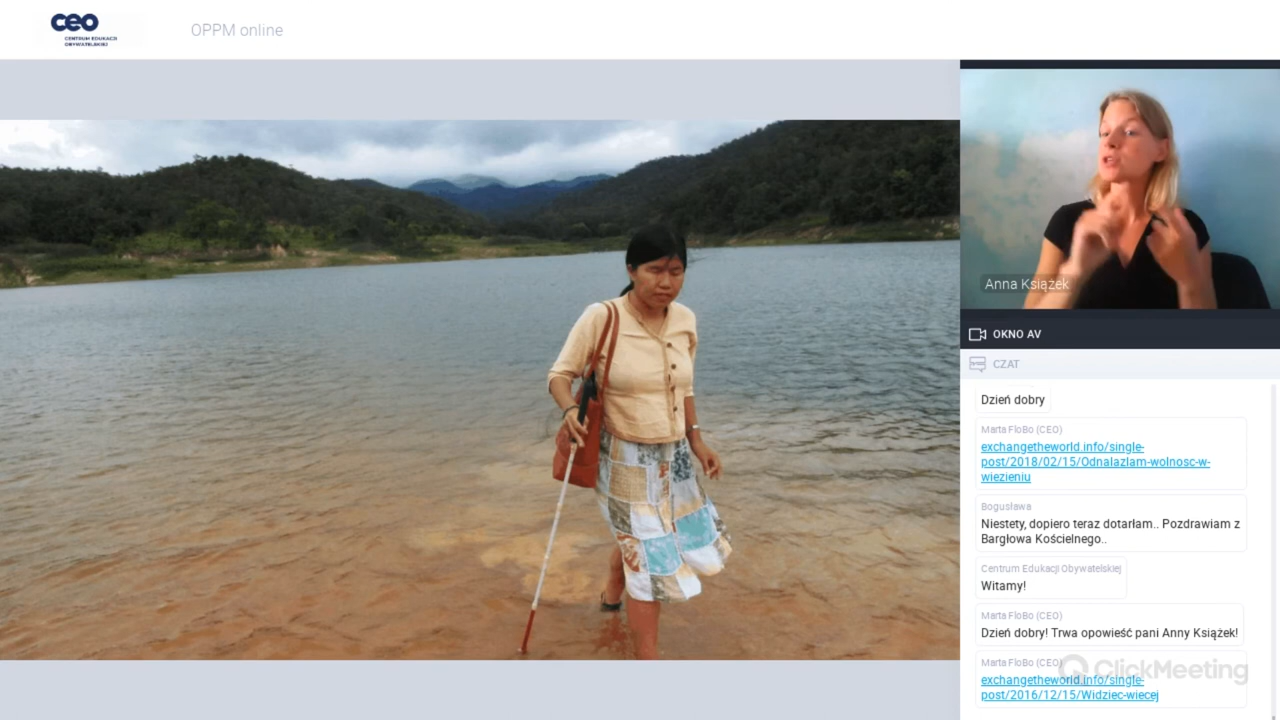 ceo
CENTRUM EDUKACJI
OBYWATELSKIEJ
OPPM online
Anna Książek
OKNO AV
CZAT
Dzień dobry
Marta FloBo (CEO)
exchangetheworld.info/single-
post/2018/02/15/Odnalazlam-wolnosc-w-
wiezieniu
Bogusława
Niestety, dopiero teraz dotarłam.. Pozdrawiam z
Bargłowa Kościelnego..
Centrum Edukacji Obywatelskiej
Witamy!
Marta FloBo (CEO)
Dzień dobry! Trwa opowieść pani Anny Książek!
Marta FloBo (CEO)
exchangetheworld.info/single-
post/2016/12/15/Widziec-wiecej
ClickMeeting